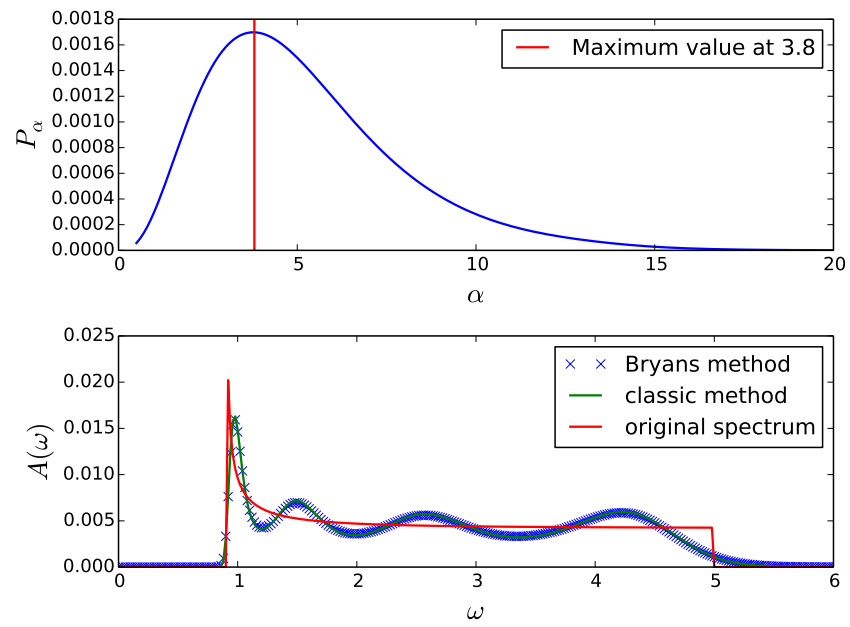 0.0018
0.0016
0.0014
0.0012
0.0010
0.0008
0.0006
0.0004
0.0002
0.0000
P_α
Maximum value at 3.8
0 5 10 15 20
α
0.025
0.020
0.015
0.010
0.005
0.000
A(ω)
Bryans method
classic method
original spectrum
0 1 2 3 4 5 6
ω